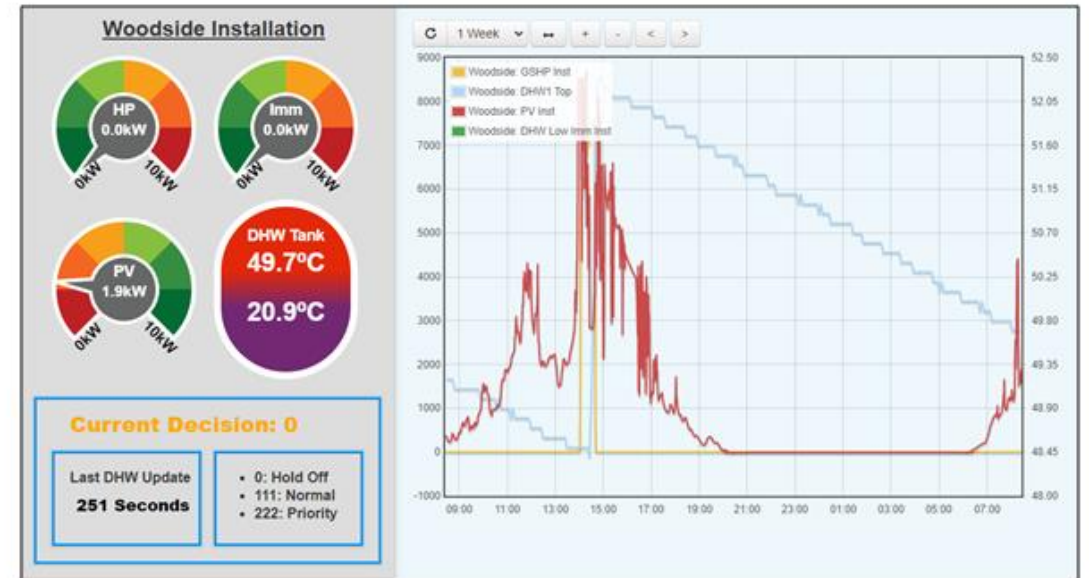 Woodside Installation
HP
0.0kW
0kW
10kW
Imm
0.0kW
0kW
10kW
PV
1.9kW
0kW
10kW
DHW Tank
49.7ºC
20.9ºC
Current Decision: 0
Last DHW Update
251 Seconds
• 0: Hold Off
• 111: Normal
• 222: Priority
1 Week
+
-
<
>
Woodside: GSHP Inst
Woodside: DHW1 Top
Woodside: PV Inst
Woodside: DHW Low Imm Inst
9000
8000
7000
6000
5000
4000
3000
2000
1000
0
-1000
52.50
52.05
51.60
51.15
50.70
50.25
49.80
49.35
48.90
48.45
48.00
09:00 11:00 13:00 15:00 17:00 19:00 21:00 23:00 01:00 03:00 05:00 07:00